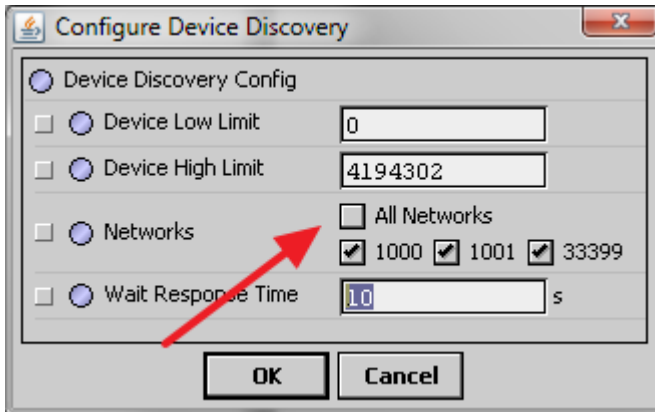 Configure Device Discovery
Device Discovery Config
Device Low Limit 0
Device High Limit 4194302
All Networks
Networks
1000 1001 33399
Wait Response Time 10 s
OK Cancel